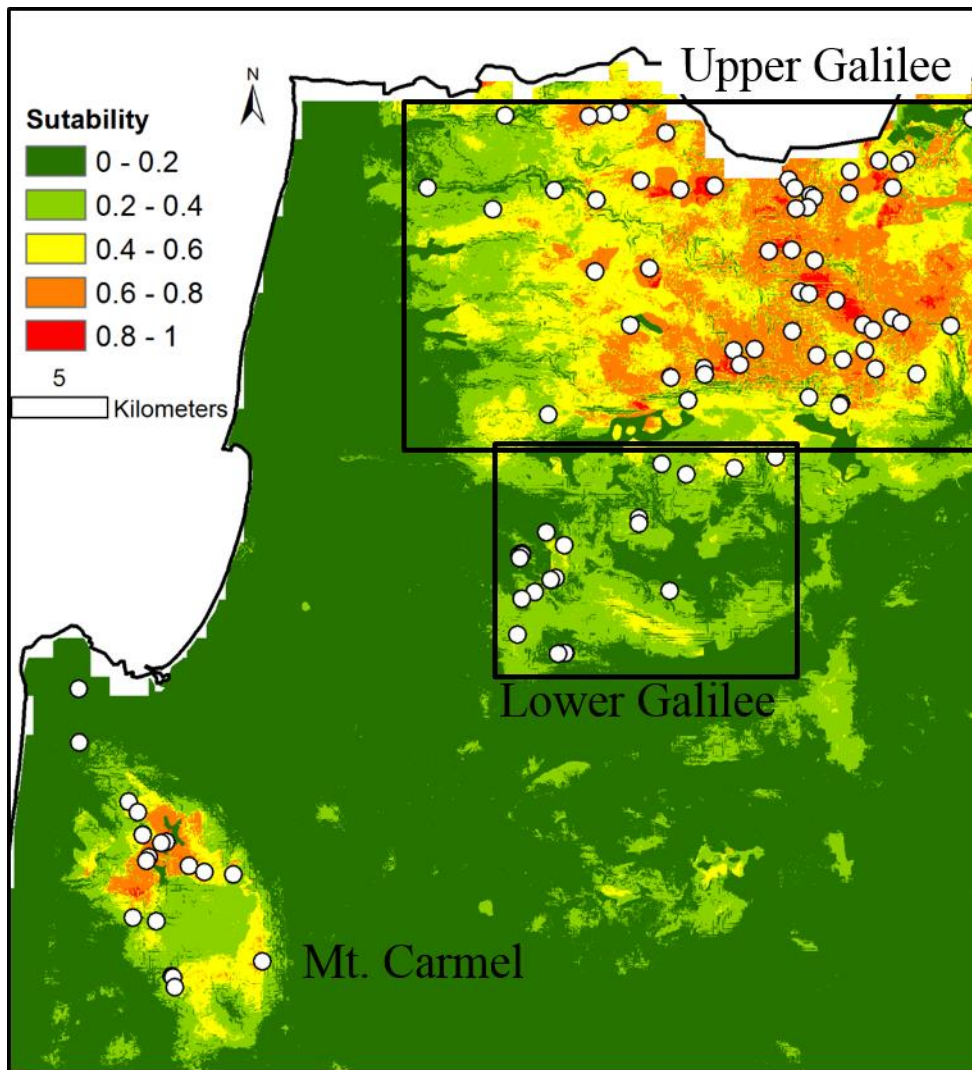 Upper Galilee
N
Sutability
0 - 0.2
0.2 - 0.4
0.4 - 0.6
0.6 - 0.8
0.8 - 1
5
Kilometers
Lower Galilee
Mt. Carmel